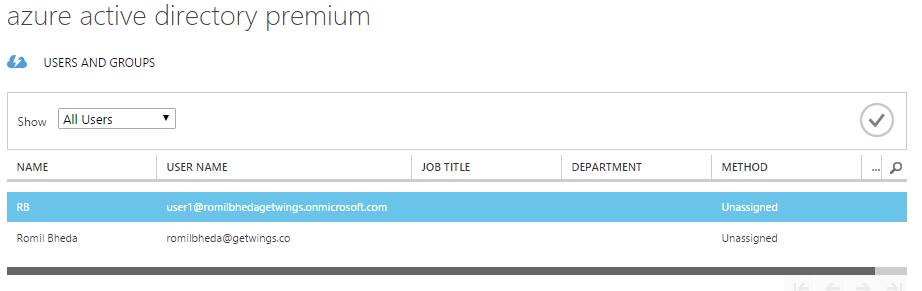 azure active directory premium
USERS AND GROUPS
Show All Users
NAME USER NAME JOB TITLE DEPARTMENT METHOD ...
RB user1@romilbhedagetwings.onmicrosoft.com Unassigned
Romil Bheda romilbheda@getwings.co Unassigned